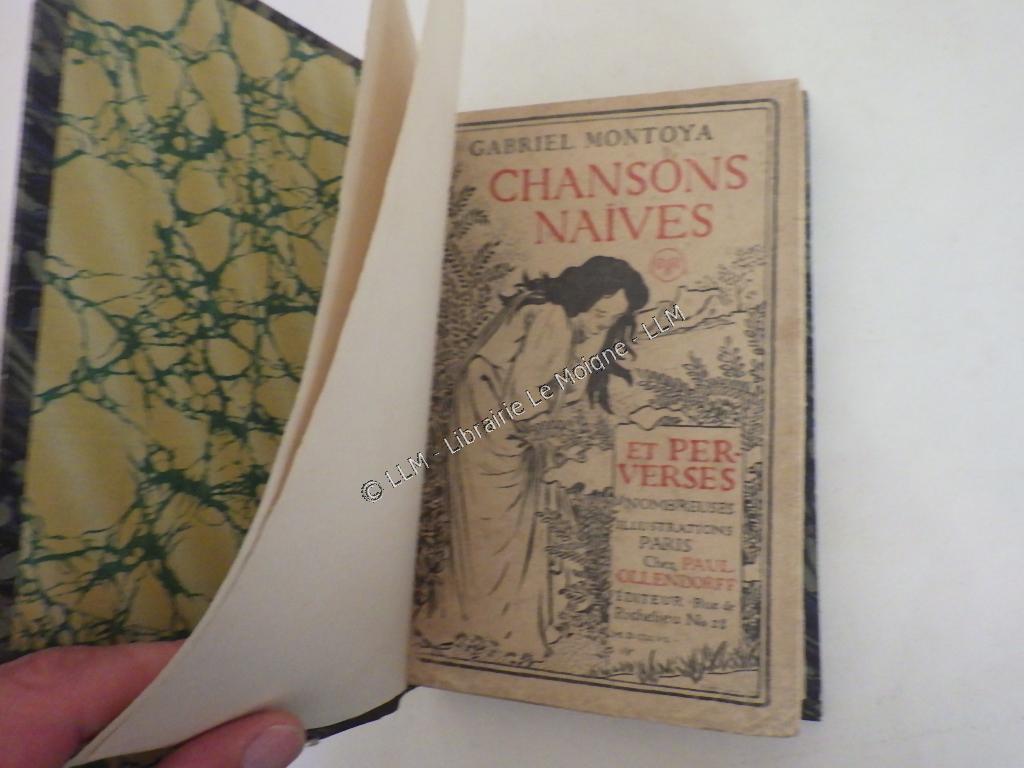 GABRIEL MONTOYA
CHANSONS
NAÏVES
ET PER-
VERSES
NOMBREUSES
ILLUSTRATIONS
PARIS
Chez PAUL
OLLENDORFF
ÉDITEUR · Rue de
Richelieu No 28
© LLM - Librairie Le Moigne - LLM